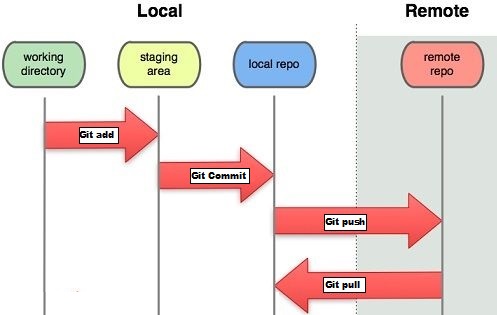 Local
Remote
working
directory
staging
area
local repo
remote
repo
Git add
Git Commit
Git push
Git pull